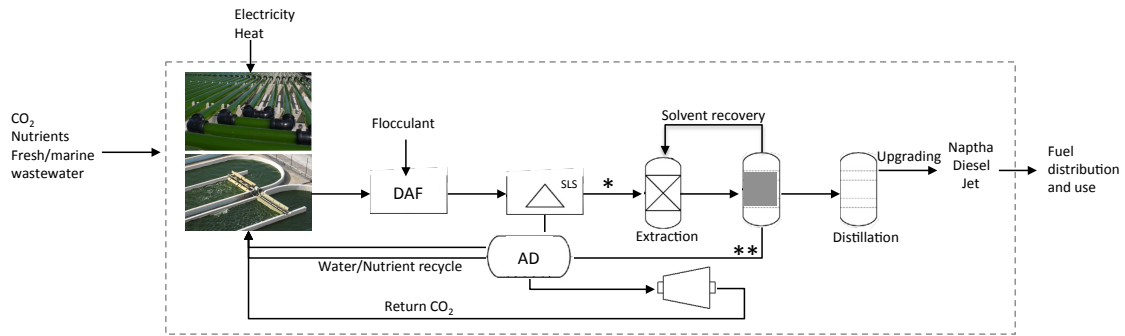 Electricity
Heat
CO₂
Nutrients
Fresh/marine
wastewater
Flocculant
DAF
SLS
*
Solvent recovery
Extraction
**
Upgrading
Distillation
Naptha
Diesel
Jet
Fuel
distribution
and use
AD
Water/Nutrient recycle
Return CO₂